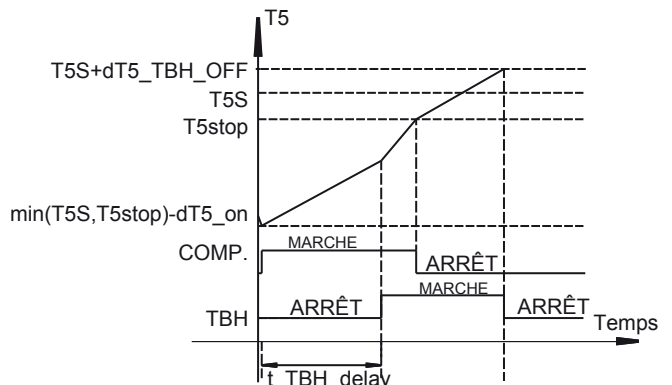 T5
T5S+dT5_TBH_OFF
T5S
T5stop
min(T5S,T5stop)-dT5_on
COMP.
MARCHE
ARRÊT
TBH
ARRÊT
MARCHE
ARRÊT
Temps
t_TBH_delay